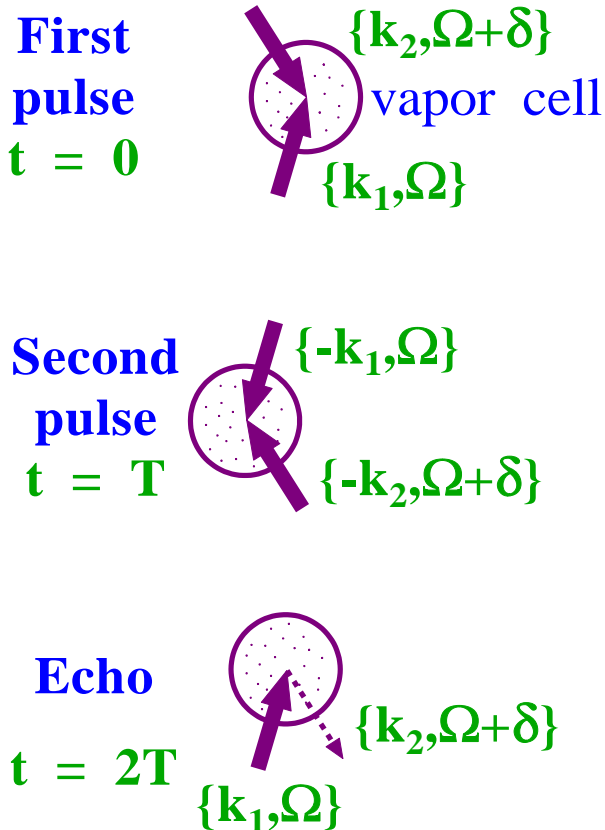 First
pulse
t = 0
{k₂,Ω+δ}
vapor cell
{k₁,Ω}
Second
pulse
t = T
{-k₁,Ω}
{-k₂,Ω+δ}
Echo
t = 2T
{k₂,Ω+δ}
{k₁,Ω}